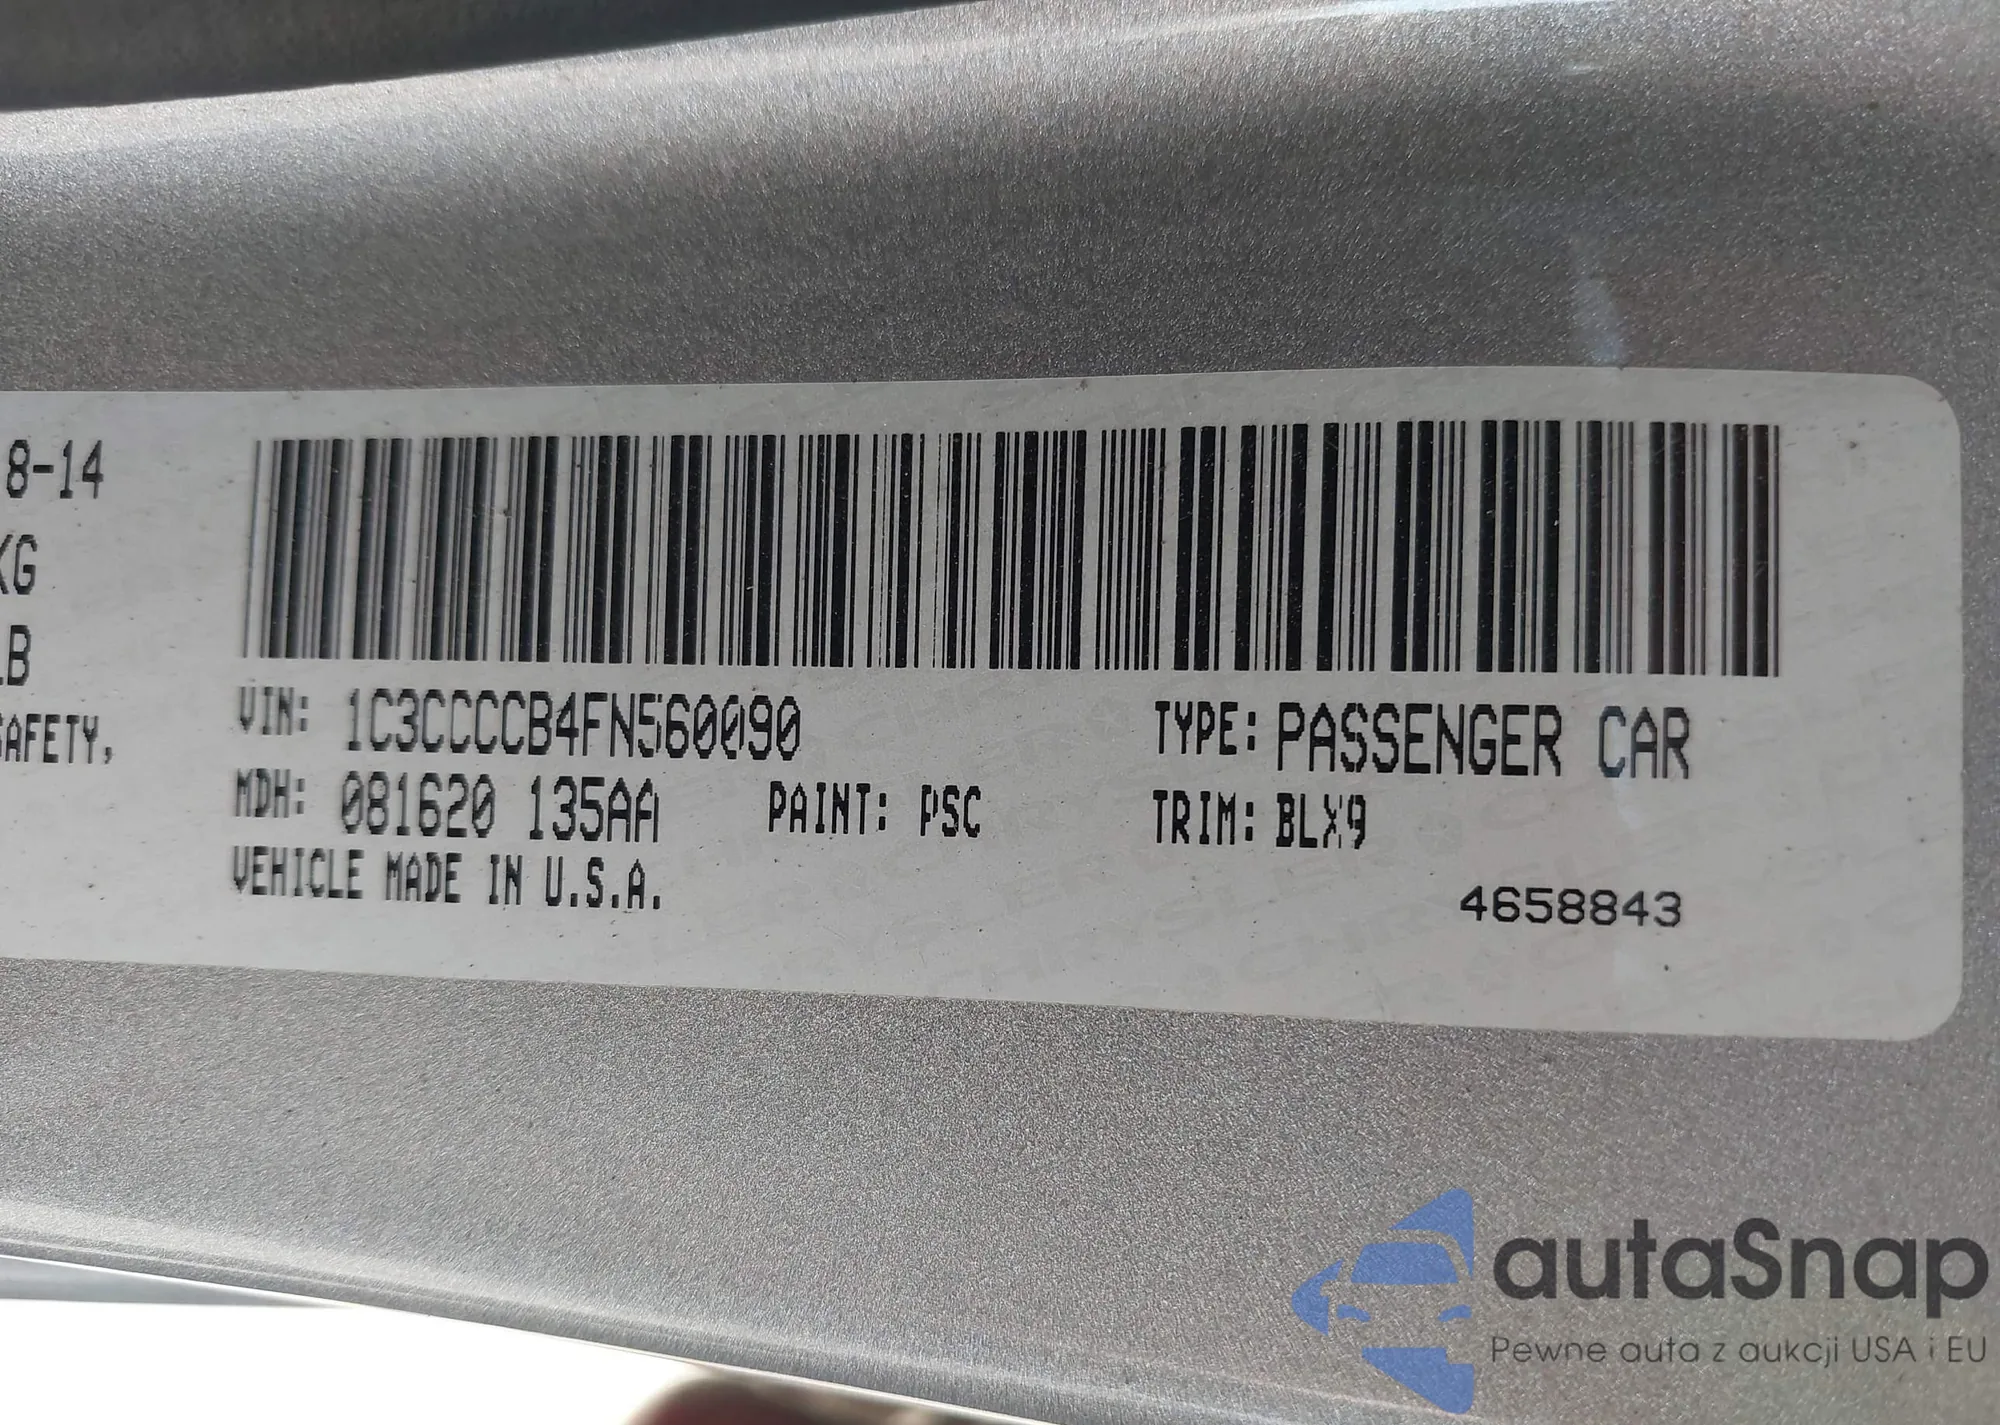 8-14
KG
LB
SAFETY,
VIN: 1C3CCCCB4FN560090
TYPE: PASSENGER CAR
MDH: 081620 135AA
PAINT: PSC
TRIM: BLX9
VEHICLE MADE IN U.S.A.
4658843
autaSnap
Pewne auta z aukcji USA i EU